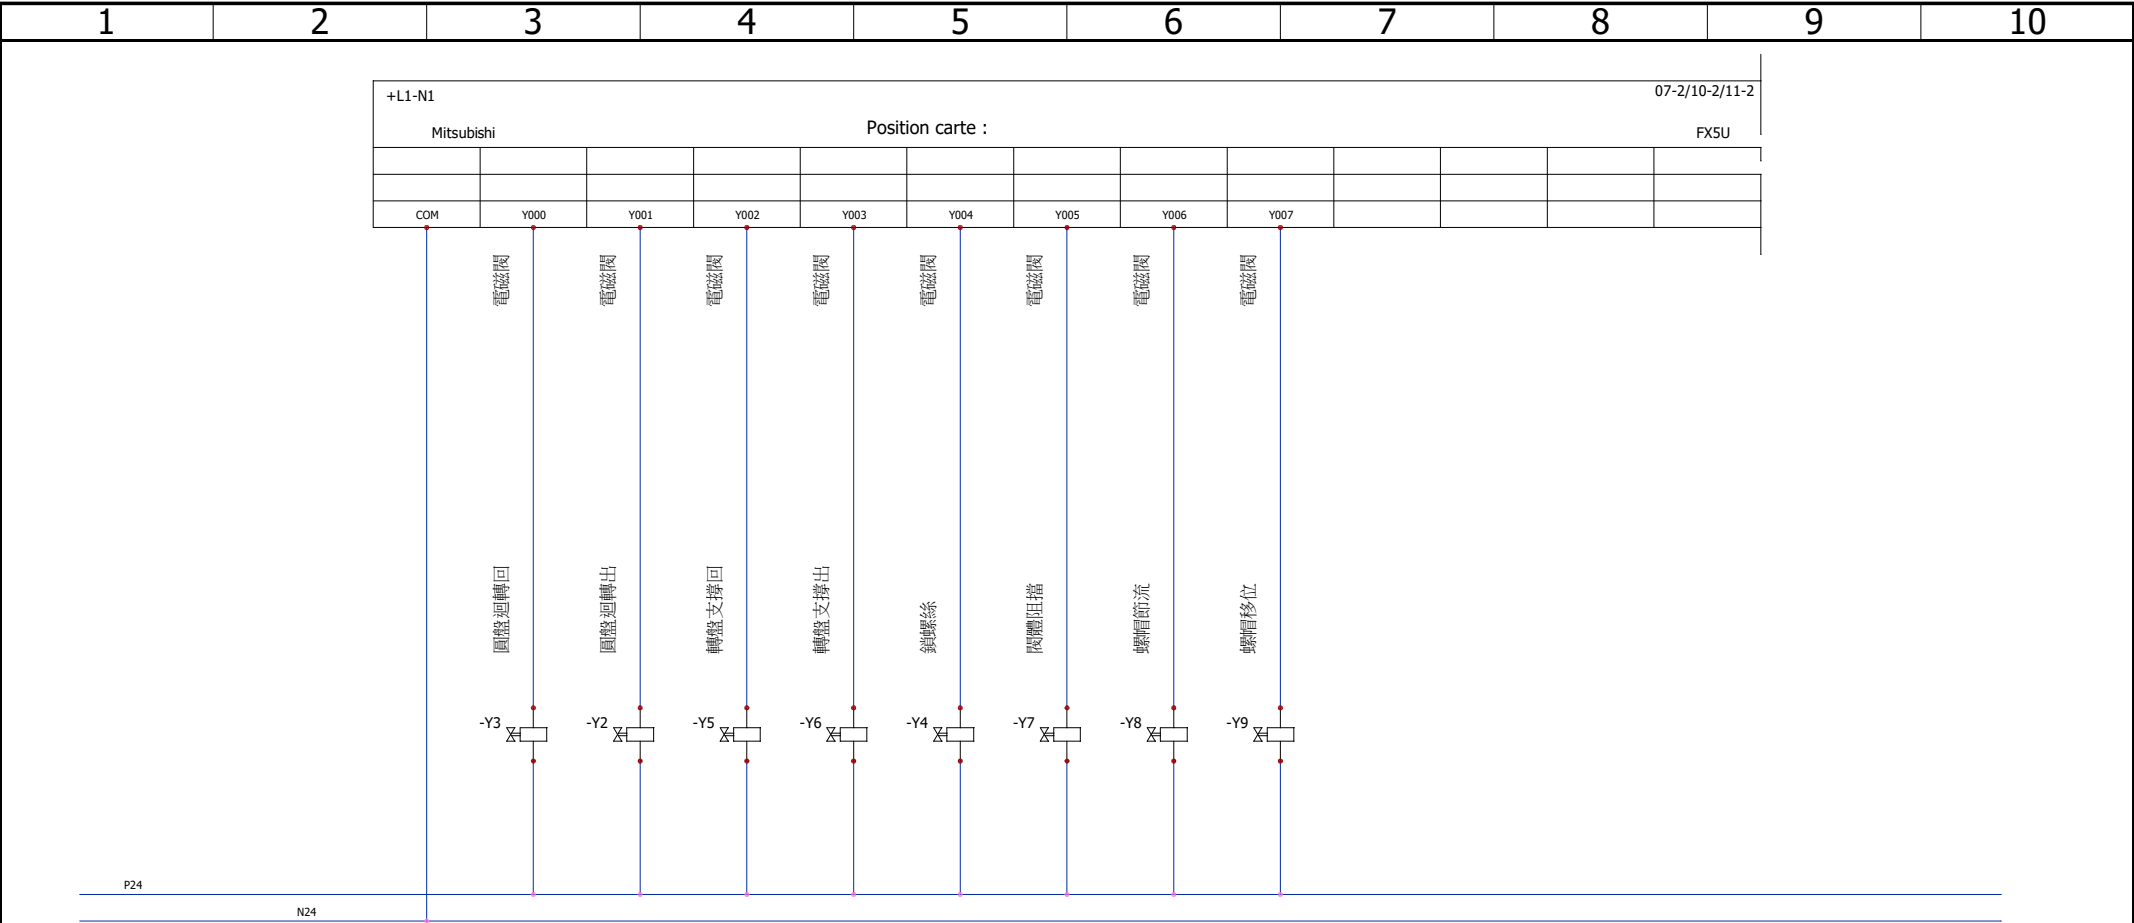 1 2 3 4 5 6 7 8 9 10
+L1-N1 07-2/10-2/11-2
Mitsubishi Position carte : FX5U
COM Y000 Y001 Y002 Y003 Y004 Y005 Y006 Y007
電磁閥
電磁閥
電磁閥
電磁閥
電磁閥
電磁閥
電磁閥
電磁閥
圓盤迴轉回
圓盤迴轉出
轉盤支撐回
轉盤支撐出
鎖螺絲
閥體阻擋
螺帽節流
螺帽移位
-Y3 -Y2 -Y5 -Y6 -Y4 -Y7 -Y8 -Y9
P24
N24